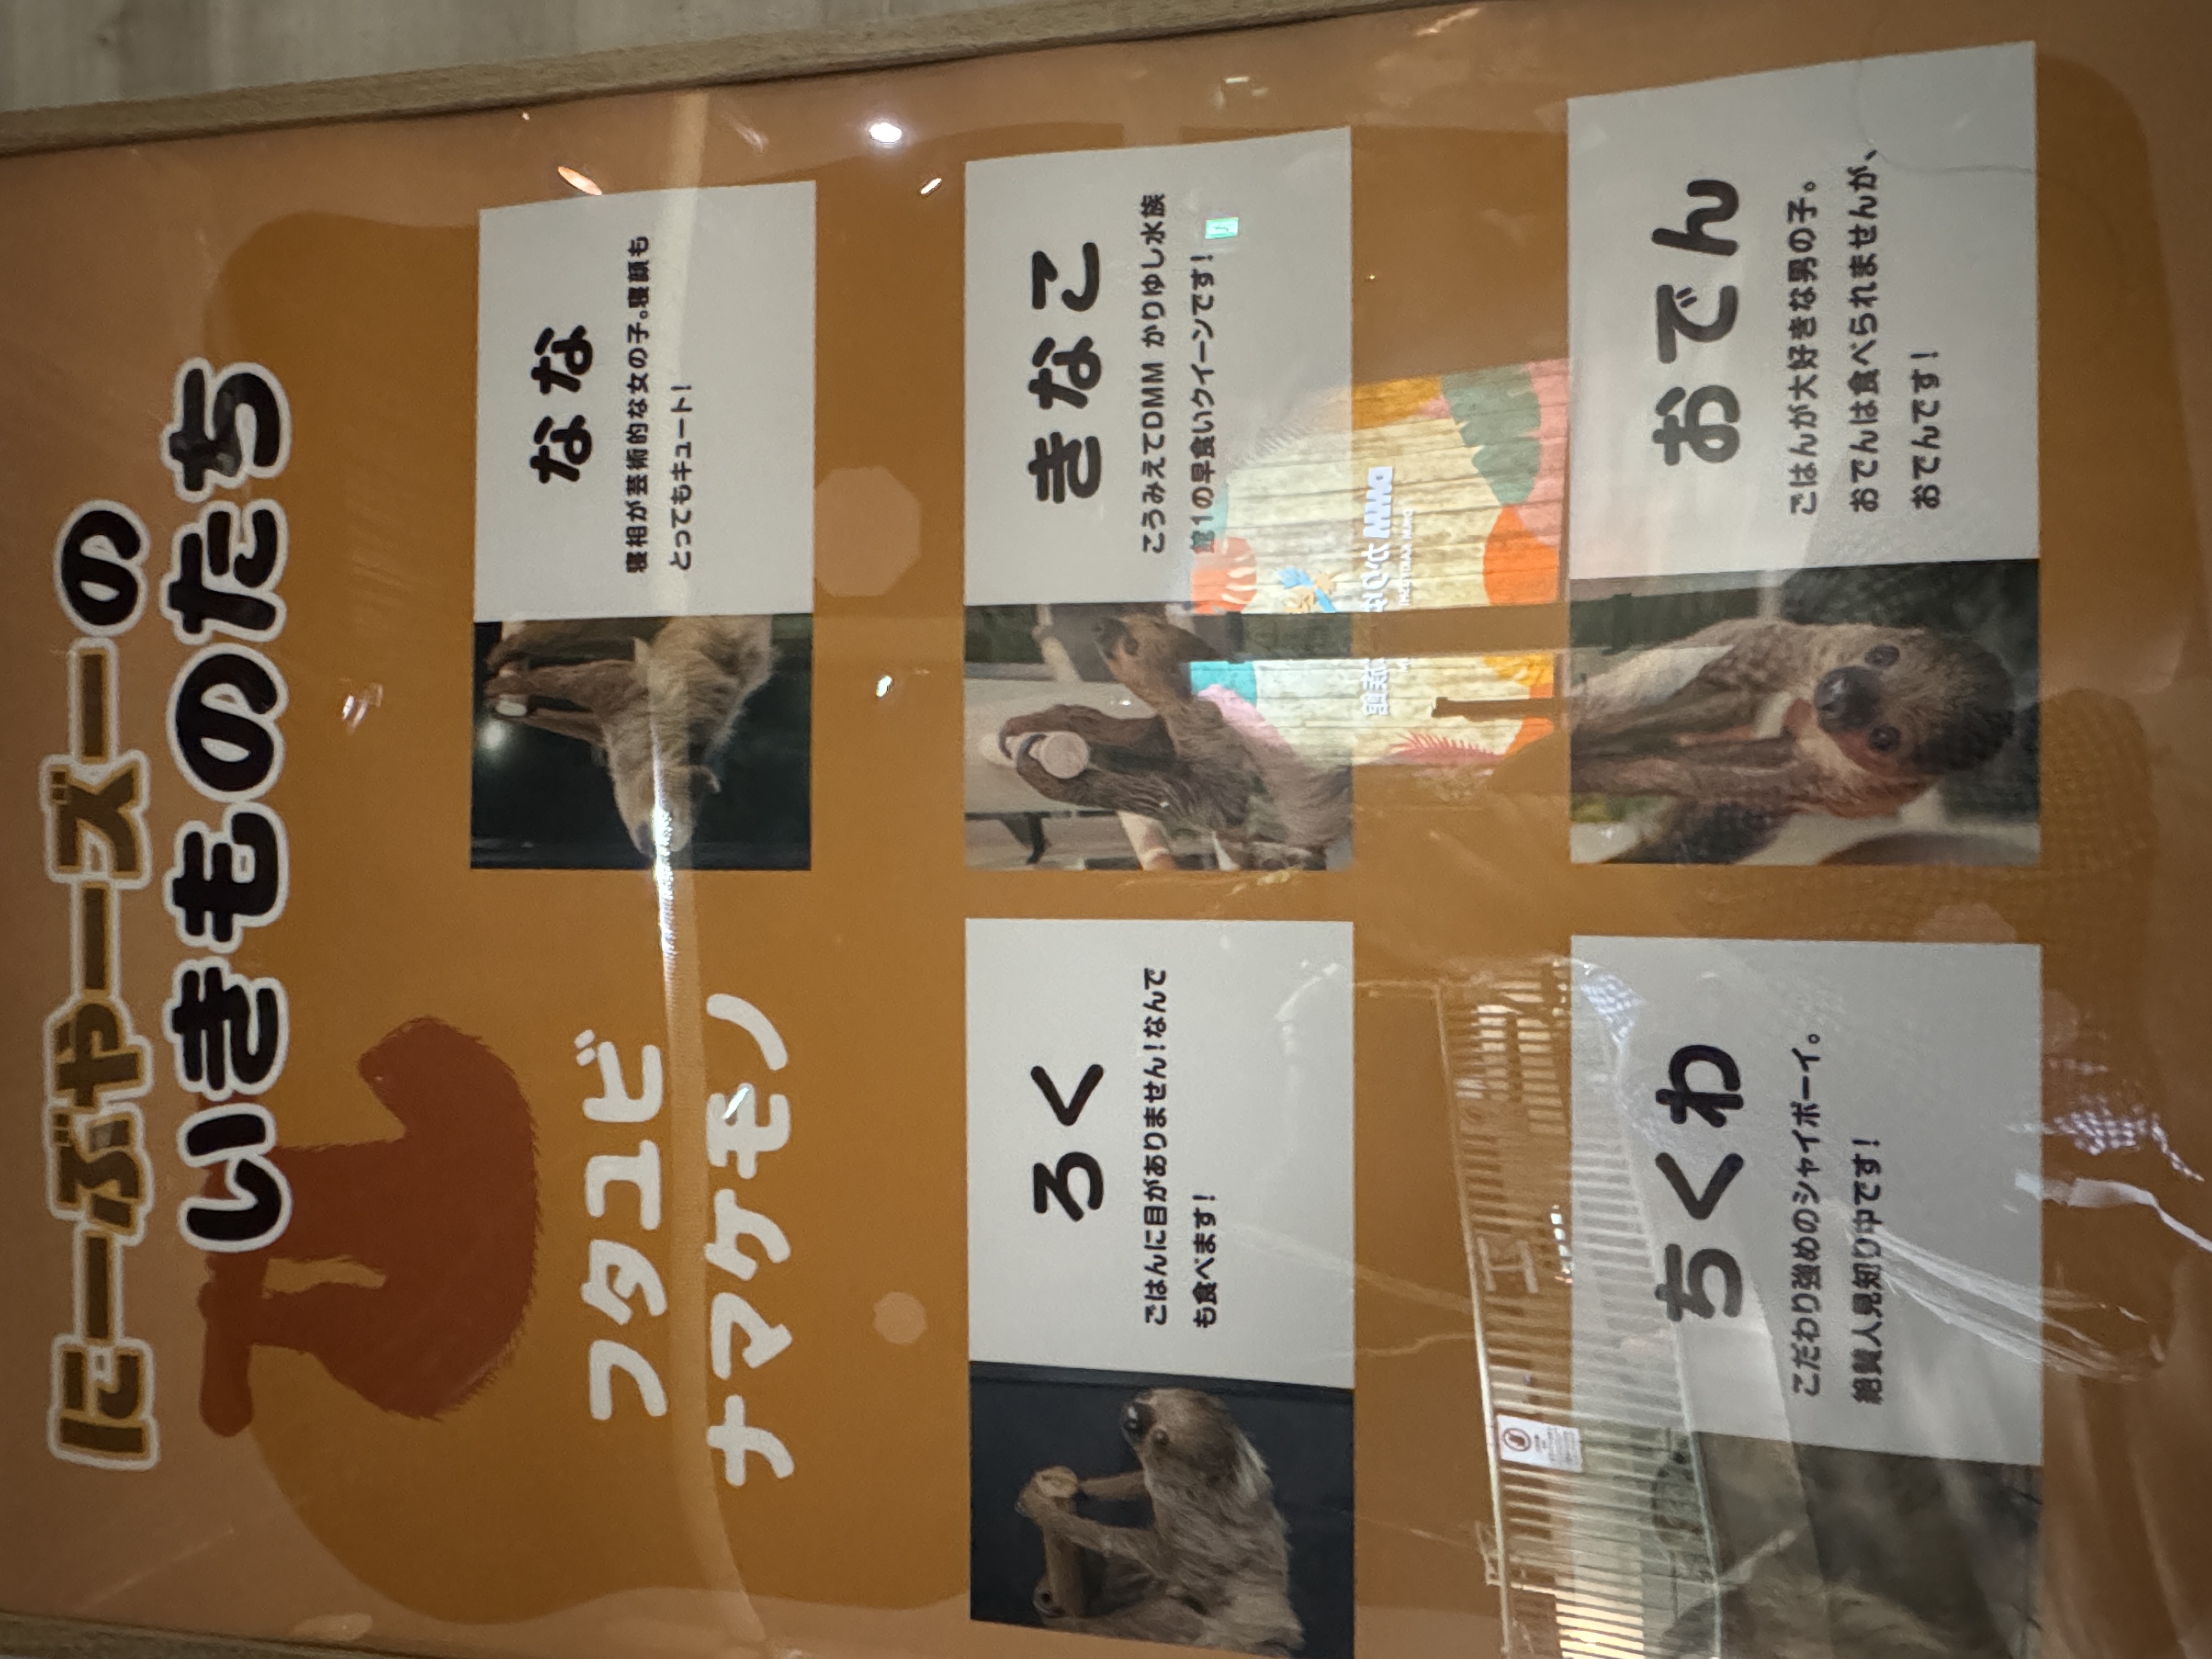 にーぶやーズーの
いきものたち
フタユビ
ナマケモノ
なな
寝相が芸術的な女の子。寝顔も
とってもキュート！
ろく
ごはんに目がありません！なんで
も食べます！
きなこ
こうみえてDMM かりゆし水族
館1の早食いクイーンです！
ちくわ
こだわり強めのシャイボーイ。
絶賛人見知り中です！
おでん
ごはんが大好きな男の子。
おでんは食べられませんが、
おでんです！
DMM